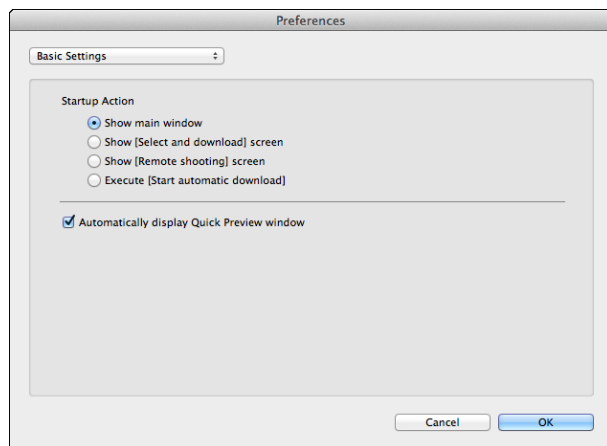 Preferences
Basic Settings
Startup Action
Show main window
Show [Select and download] screen
Show [Remote shooting] screen
Execute [Start automatic download]
Automatically display Quick Preview window
Cancel
OK